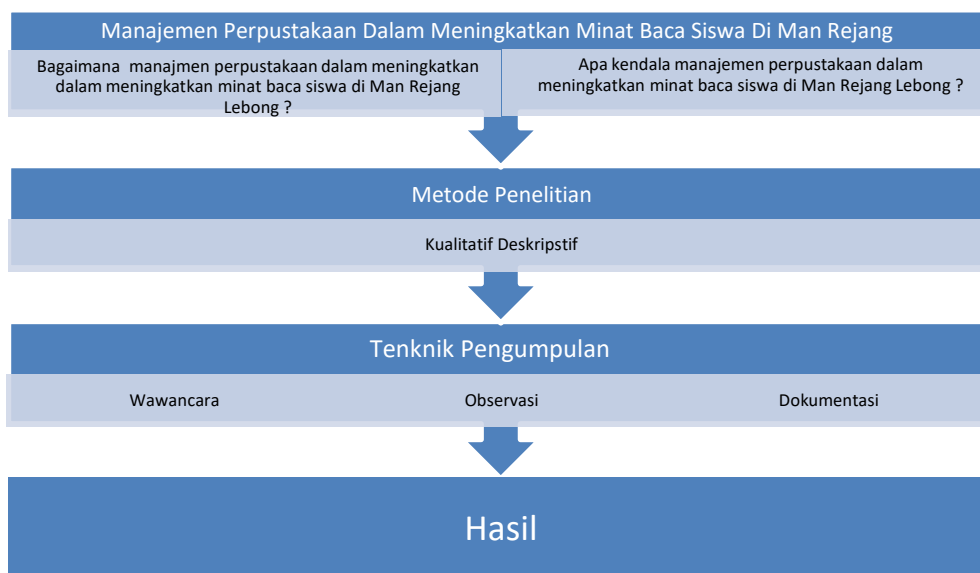 Manajemen Perpustakaan Dalam Meningkatkan Minat Baca Siswa Di Man Rejang
Bagaimana manajmen perpustakaan dalam meningkatkan
dalam meningkatkan minat baca siswa di Man Rejang
Lebong ?
Apa kendala manajemen perpustakaan dalam
meningkatkan minat baca siswa di Man Rejang Lebong ?
Metode Penelitian
Kualitatif Deskripstif
Tenknik Pengumpulan
Wawancara
Observasi
Dokumentasi
Hasil